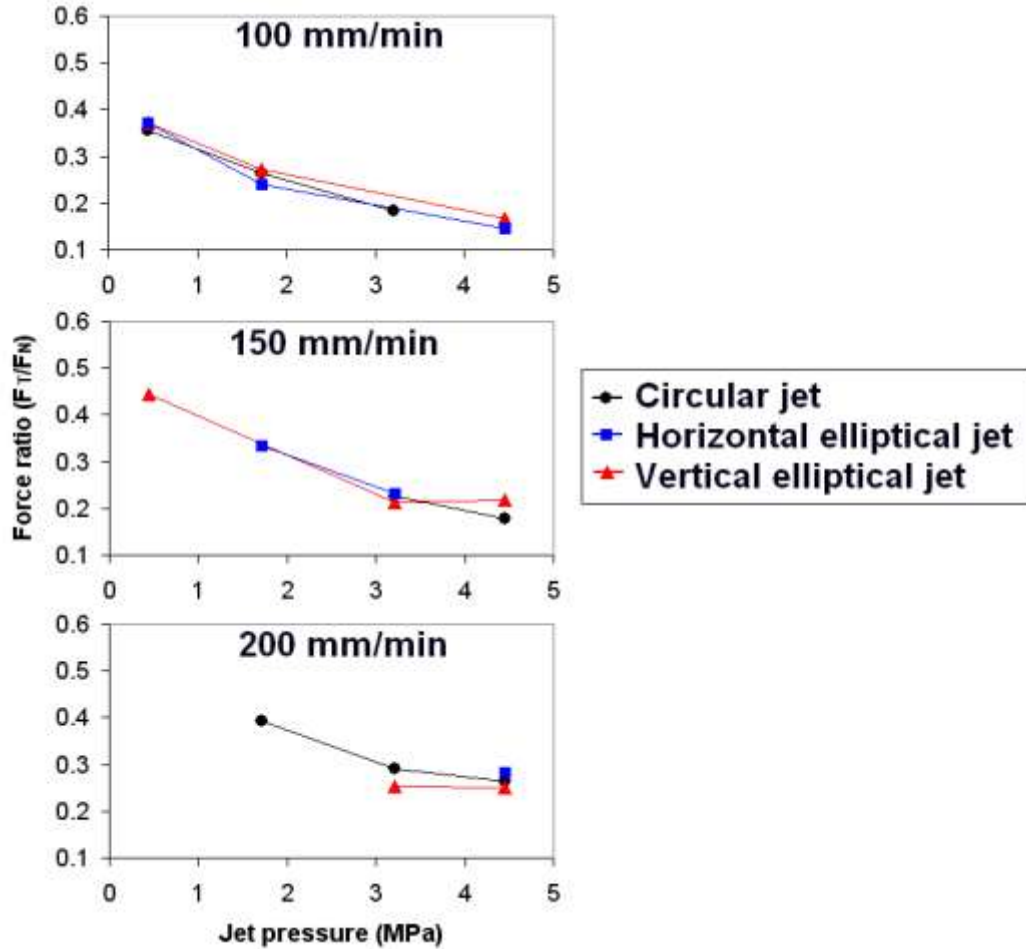 0.6
100 mm/min
0.5
0.4
0.3
0.2
0.1
0 1 2 3 4 5
0.6
150 mm/min
0.5
0.4
0.3
0.2
0.1
0 1 2 3 4 5
0.6
200 mm/min
0.5
0.4
0.3
0.2
0.1
0 1 2 3 4 5
Force ratio (FT/FN)
Jet pressure (MPa)
Circular jet
Horizontal elliptical jet
Vertical elliptical jet